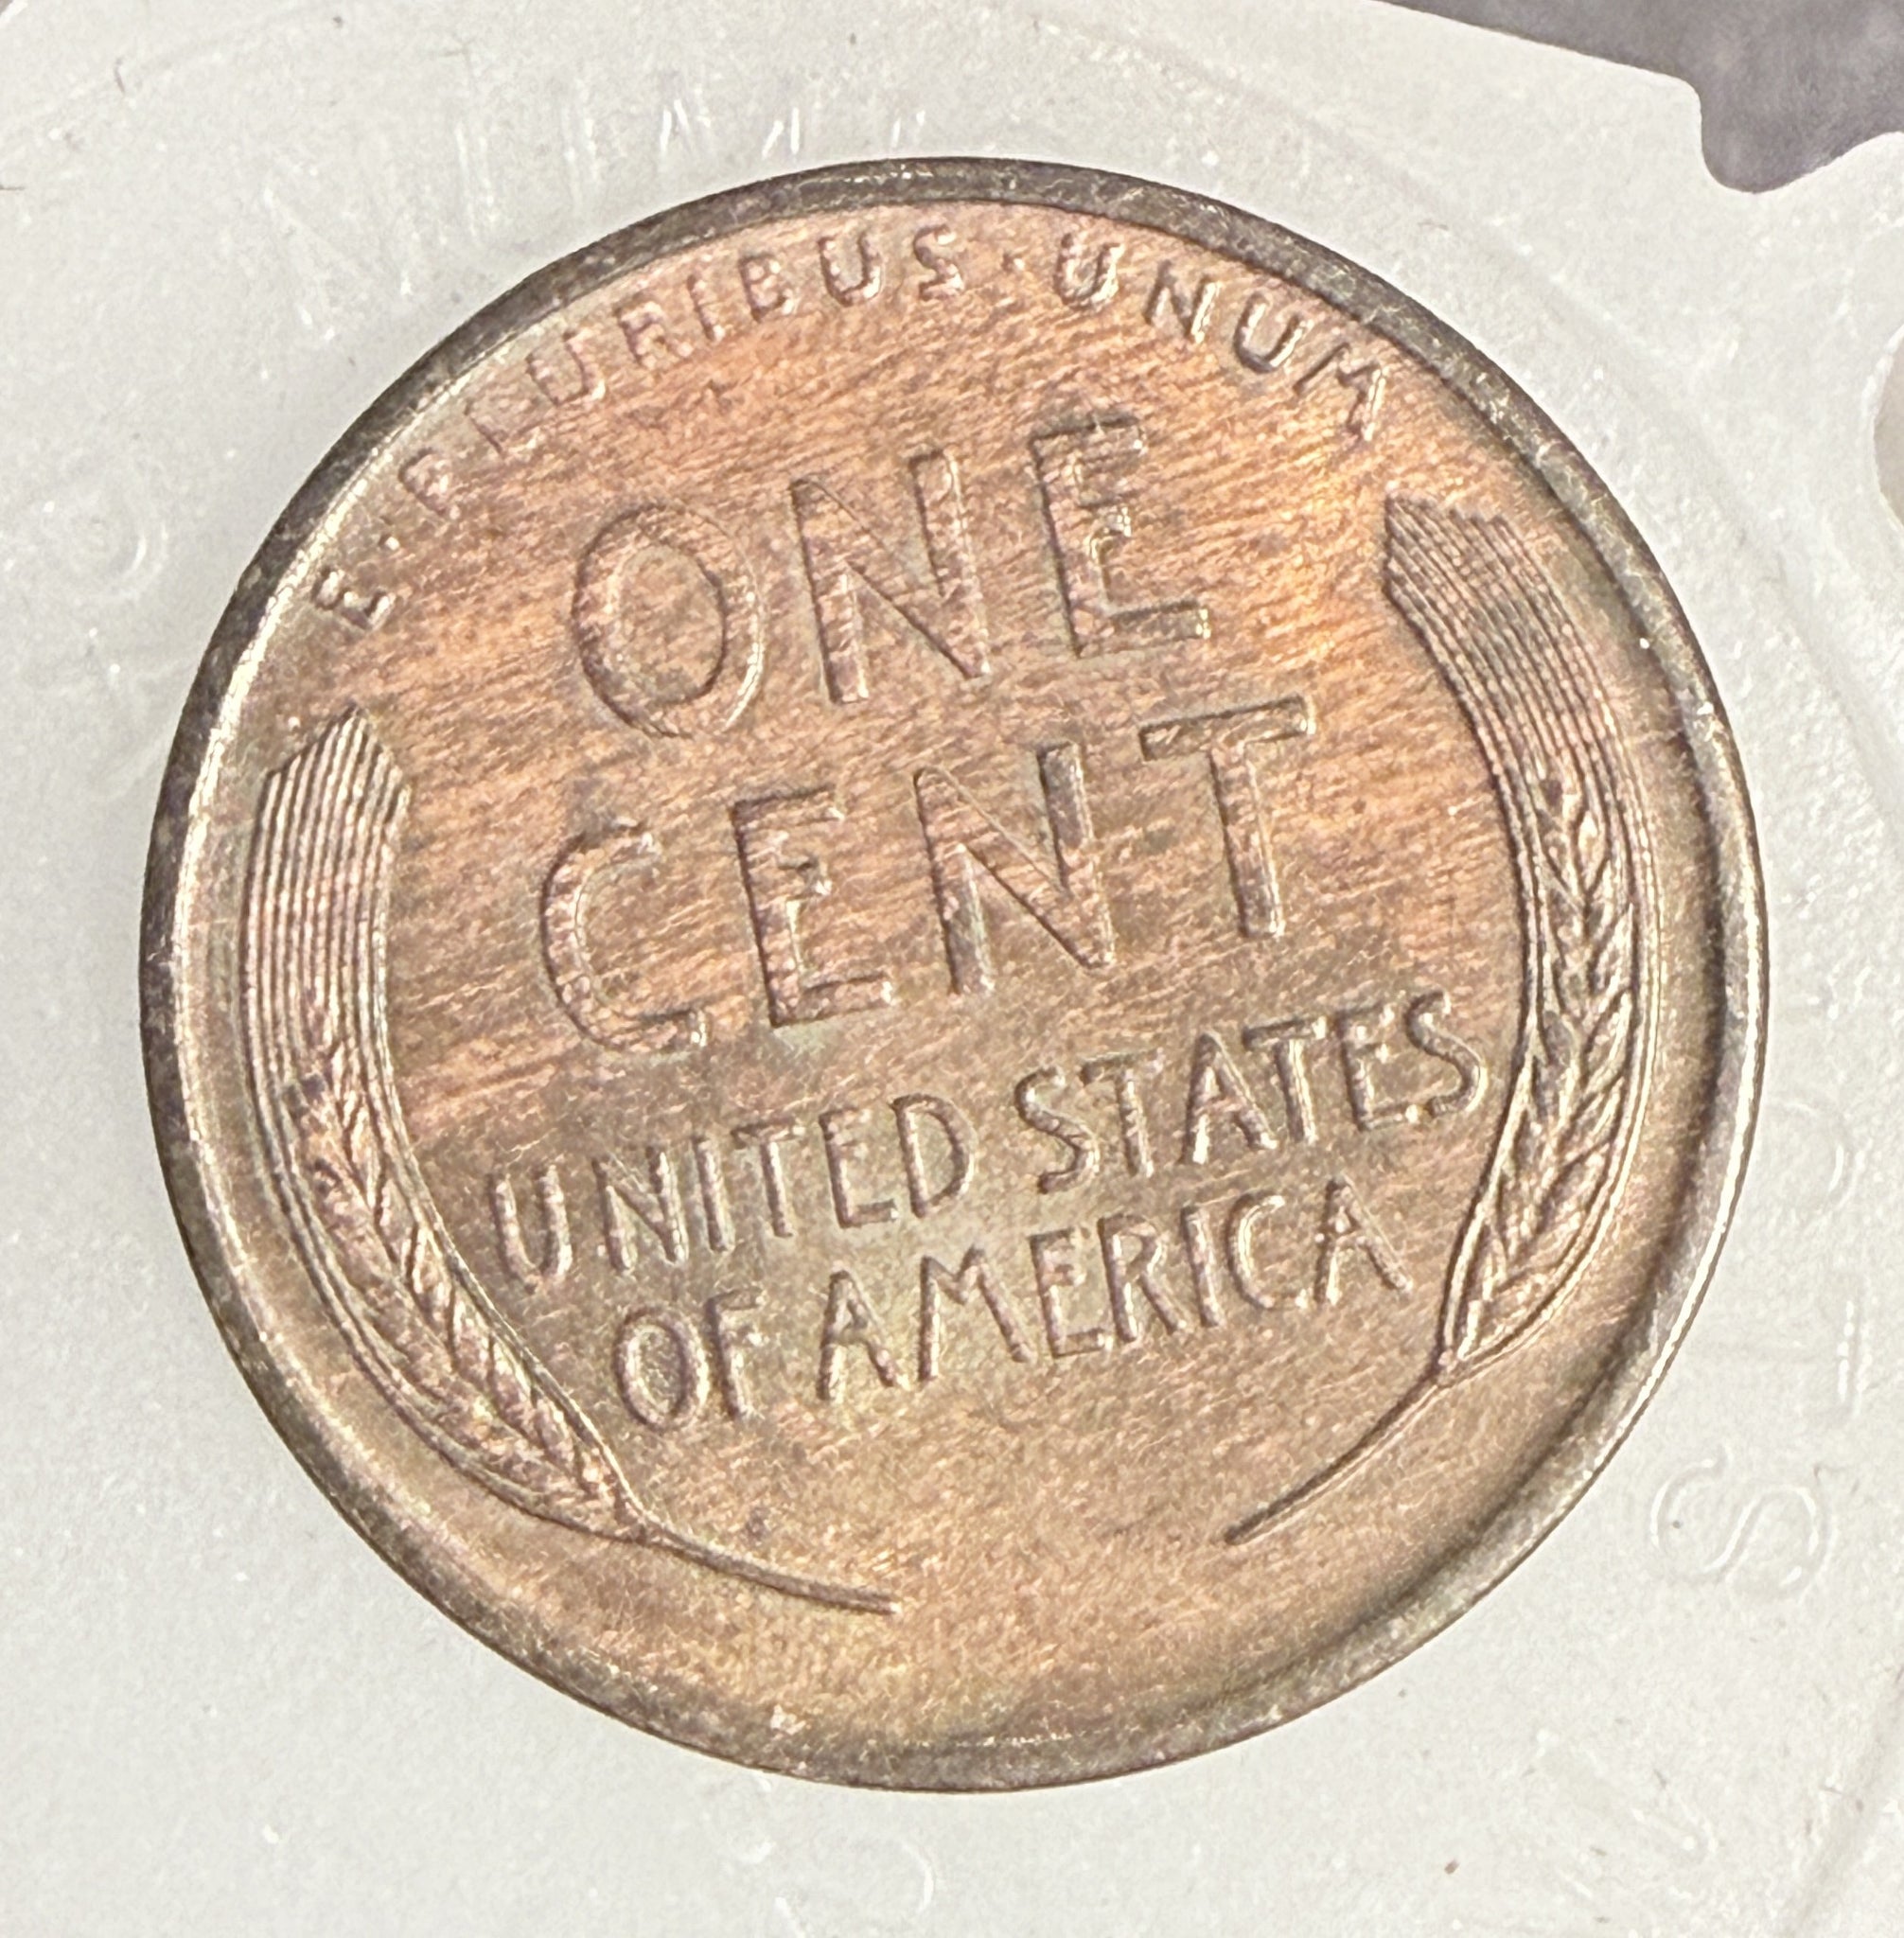 E·PLURIBUS·UNUM
ONE
CENT
UNITED STATES
OF AMERICA